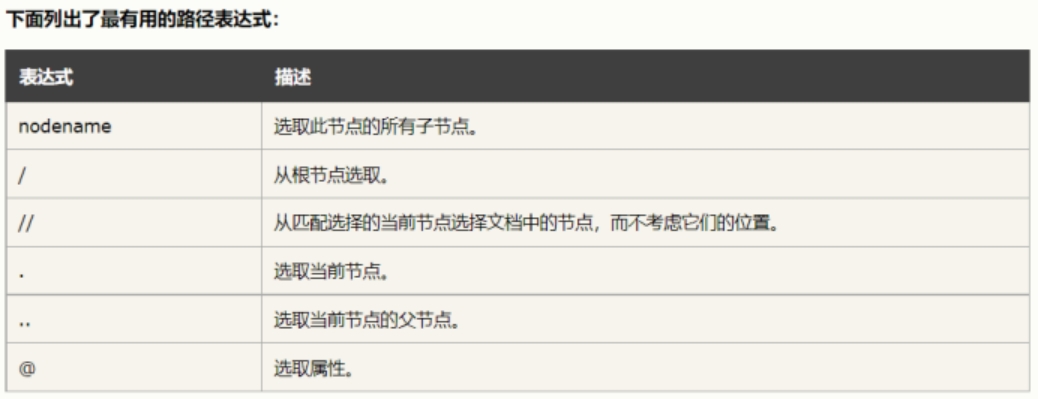 下面列出了最有用的路径表达式：
表达式 描述
nodename 选取此节点的所有子节点。
/ 从根节点选取。
// 从匹配选择的当前节点选择文档中的节点，而不考虑它们的位置。
. 选取当前节点。
.. 选取当前节点的父节点。
@ 选取属性。